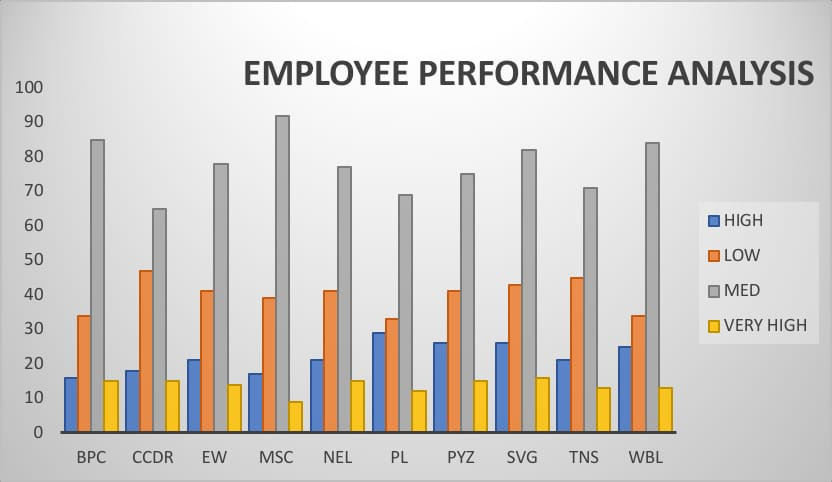 EMPLOYEE PERFORMANCE ANALYSIS
100
90
80
70
60
50
40
30
20
10
0
BPC CCDR EW MSC NEL PL PYZ SVG TNS WBL
HIGH
LOW
MED
VERY HIGH